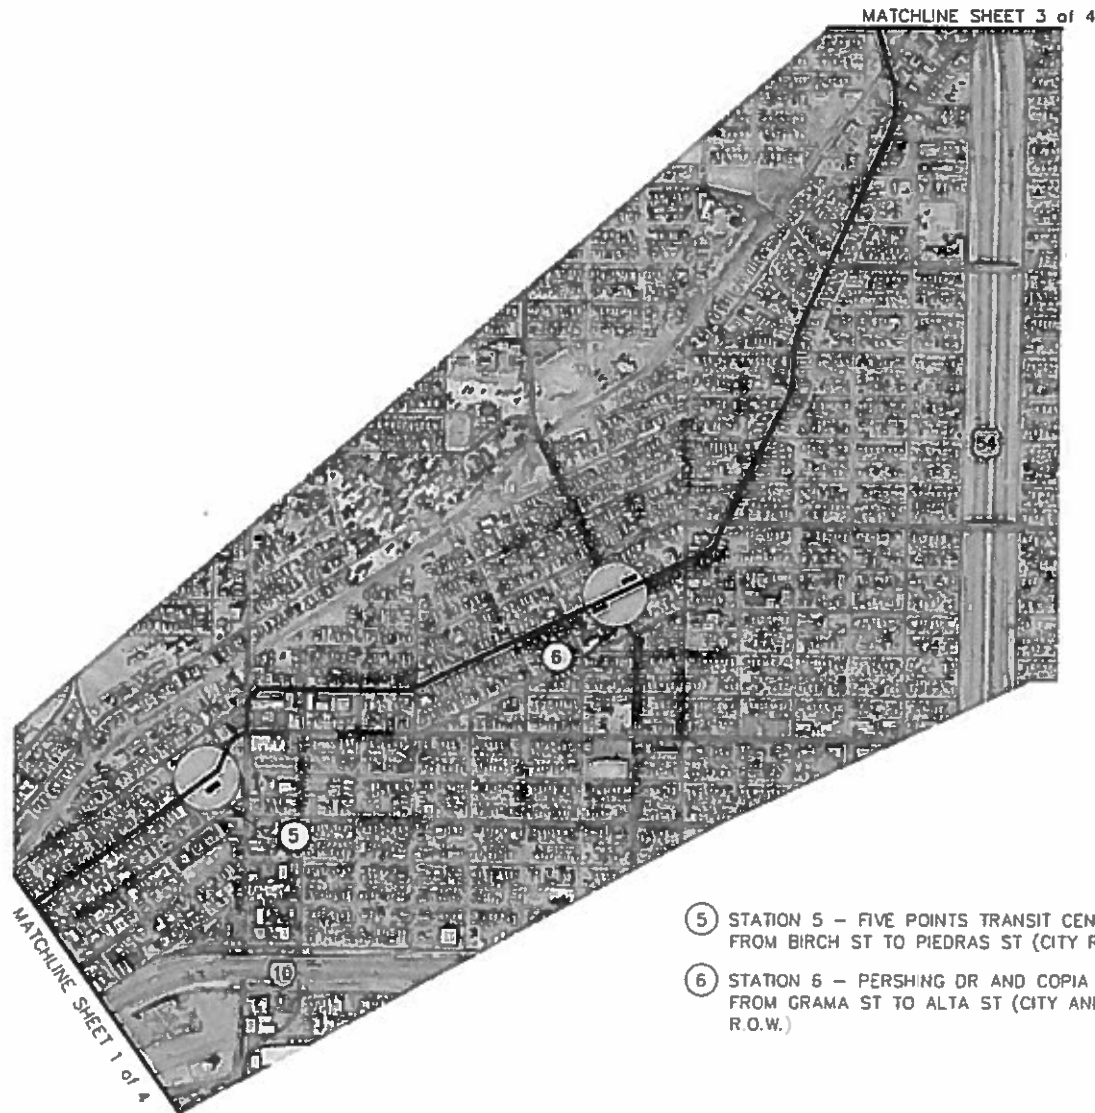 MATCHLINE SHEET 3 of 4
54
6
5
10
MATCHLINE SHEET 1 of 4
5 STATION 5 – FIVE POINTS TRANSIT CEN
FROM BIRCH ST TO PIEDRAS ST (CITY R
6 STATION 6 – PERSHING DR AND COPIA
FROM GRAMA ST TO ALTA ST (CITY AN
R.O.W.)